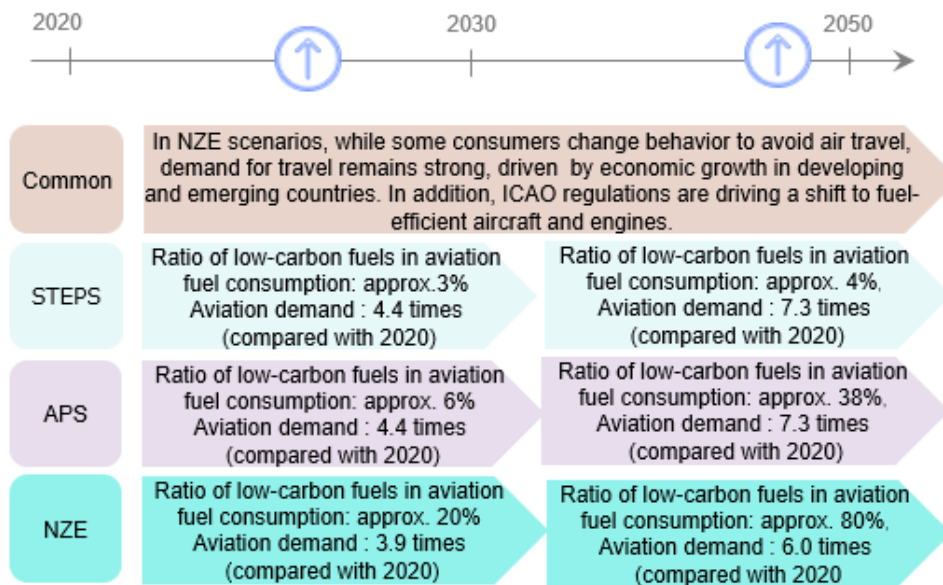 2020
2030
2050
Common
In NZE scenarios, while some consumers change behavior to avoid air travel,
demand for travel remains strong, driven by economic growth in developing
and emerging countries. In addition, ICAO regulations are driving a shift to fuel-
efficient aircraft and engines.
STEPS
Ratio of low-carbon fuels in aviation
fuel consumption: approx.3%
Aviation demand : 4.4 times
(compared with 2020)
Ratio of low-carbon fuels in aviation
fuel consumption: approx. 4%,
Aviation demand : 7.3 times
(compared with 2020)
APS
Ratio of low-carbon fuels in aviation
fuel consumption: approx. 6%
Aviation demand : 4.4 times
(compared with 2020)
Ratio of low-carbon fuels in aviation
fuel consumption: approx. 38%,
Aviation demand : 7.3 times
(compared with 2020)
NZE
Ratio of low-carbon fuels in aviation
fuel consumption: approx. 20%
Aviation demand : 3.9 times
(compared with 2020)
Ratio of low-carbon fuels in aviation
fuel consumption: approx. 80%,
Aviation demand : 6.0 times
(compared with 2020